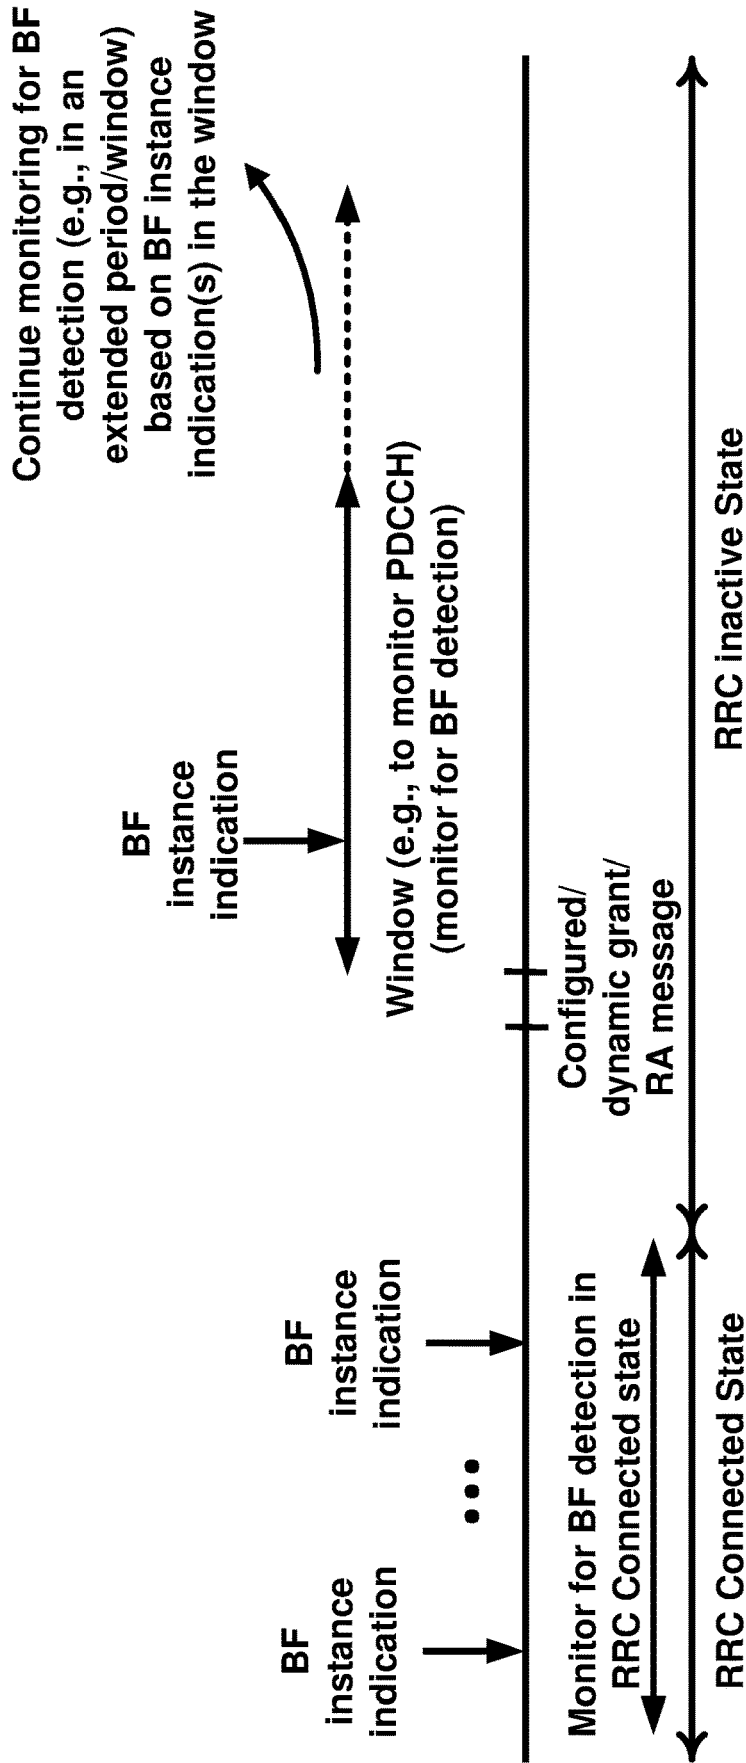 BF
instance
indication
BF
instance
indication
BF
instance
indication
Continue monitoring for BF
detection (e.g., in an
extended period/window)
based on BF instance
indication(s) in the window
Window (e.g., to monitor PDCCH)
(monitor for BF detection)
Configured/
dynamic grant/
RA message
Monitor for BF detection in
RRC Connected state
RRC Connected State
RRC inactive State